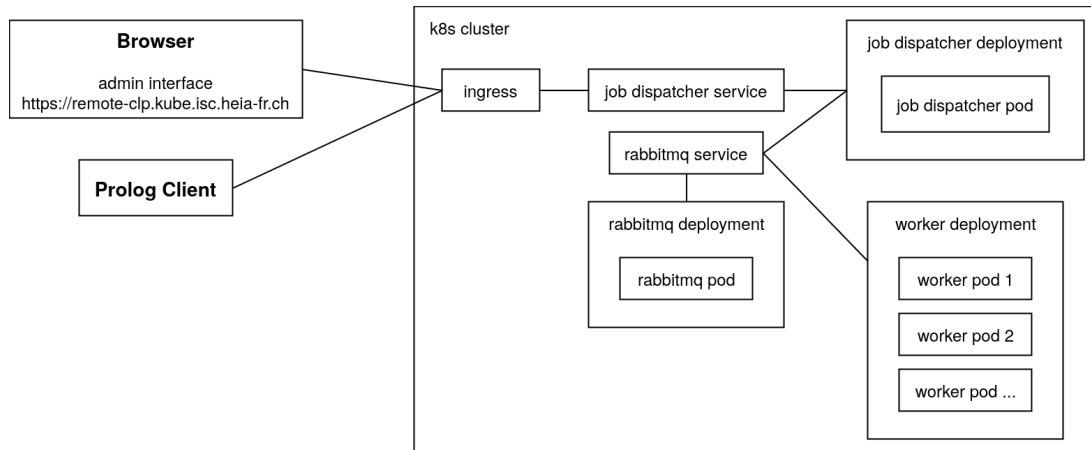 Browser
admin interface
https://remote-clp.kube.isc.heia-fr.ch
Prolog Client
k8s cluster
ingress
job dispatcher service
rabbitmq service
rabbitmq deployment
rabbitmq pod
job dispatcher deployment
job dispatcher pod
worker deployment
worker pod 1
worker pod 2
worker pod ...